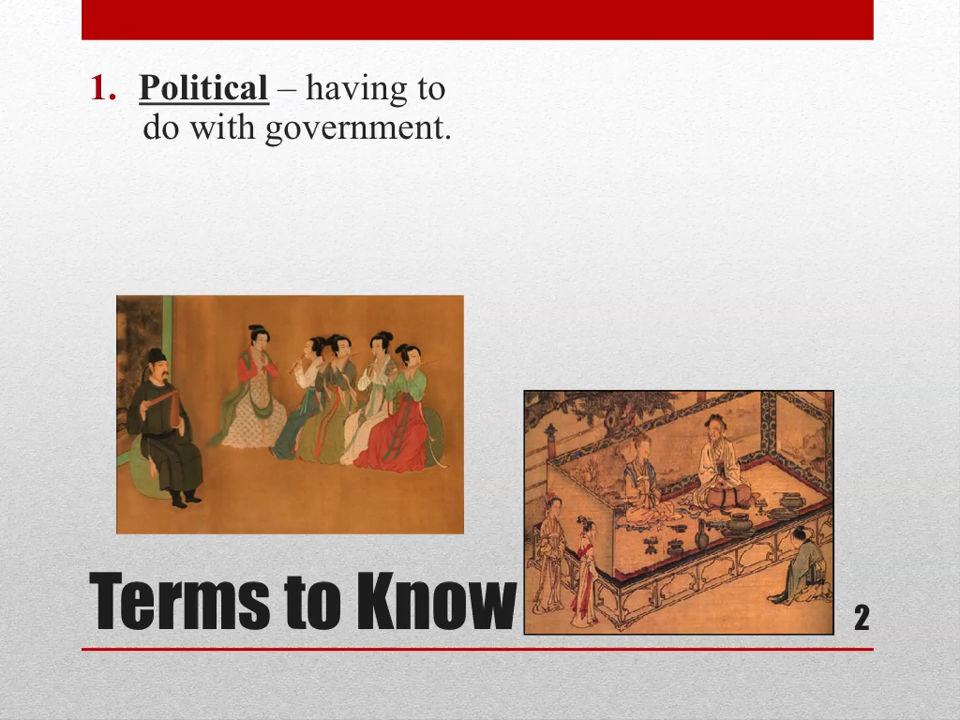 1. Political – having to
do with government.
Terms to Know
2